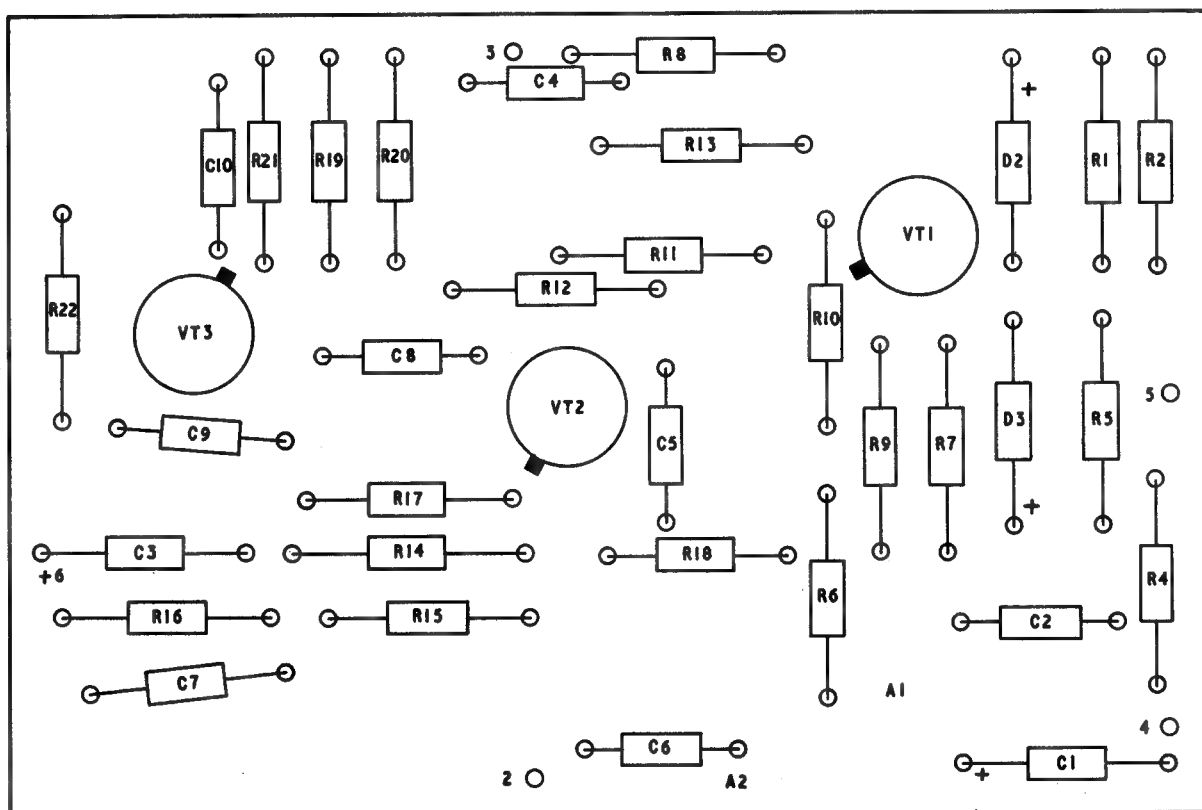 3
R8
C4
+
R13
C10
R21
R19
R20
D2
R1
R2
VT1
R11
R12
R22
R10
VT3
C8
5
VT2
C9
C5
R9
R7
D3
R5
R17
+
C3
R14
R18
+6
R4
R6
R16
R15
C2
C7
A1
4
C6
C1
2
A2
+